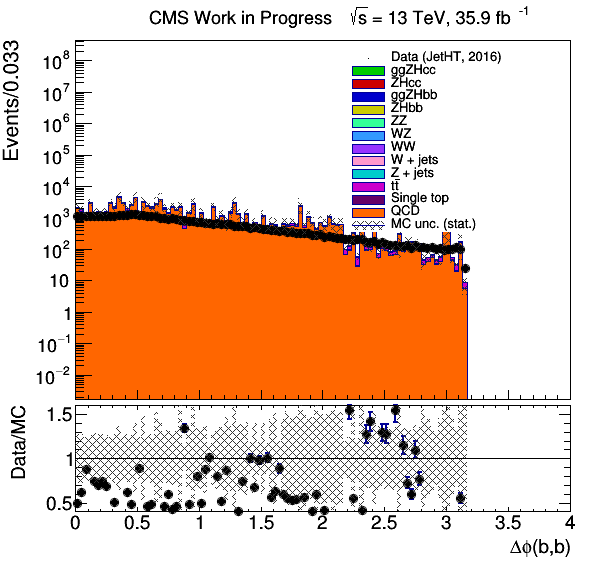 CMS Work in Progress √s = 13 TeV, 35.9 fb⁻¹
Events/0.033
10⁸
10⁷
10⁶
10⁵
10⁴
10³
10²
10
1
10⁻¹
10⁻²
Data (JetHT, 2016)
ggZHcc
ZHcc
ggZHbb
ZHbb
ZZ
WZ
WW
W + jets
Z + jets
tt̄
Single top
QCD
MC unc. (stat.)
Data/MC
1.5
1
0.5
0 0.5 1 1.5 2 2.5 3 3.5 4
Δϕ(b,b)